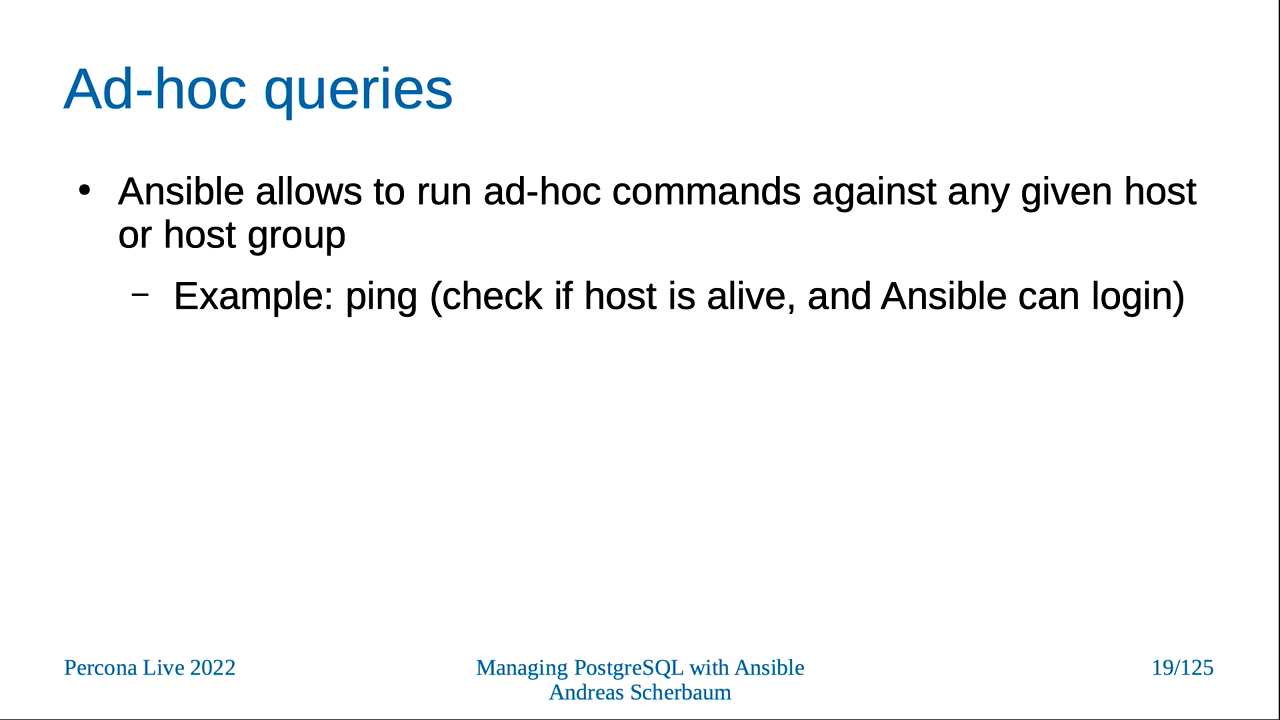 Ad-hoc queries
• Ansible allows to run ad-hoc commands against any given host
or host group
– Example: ping (check if host is alive, and Ansible can login)
Percona Live 2022
Managing PostgreSQL with Ansible
Andreas Scherbaum
19/125